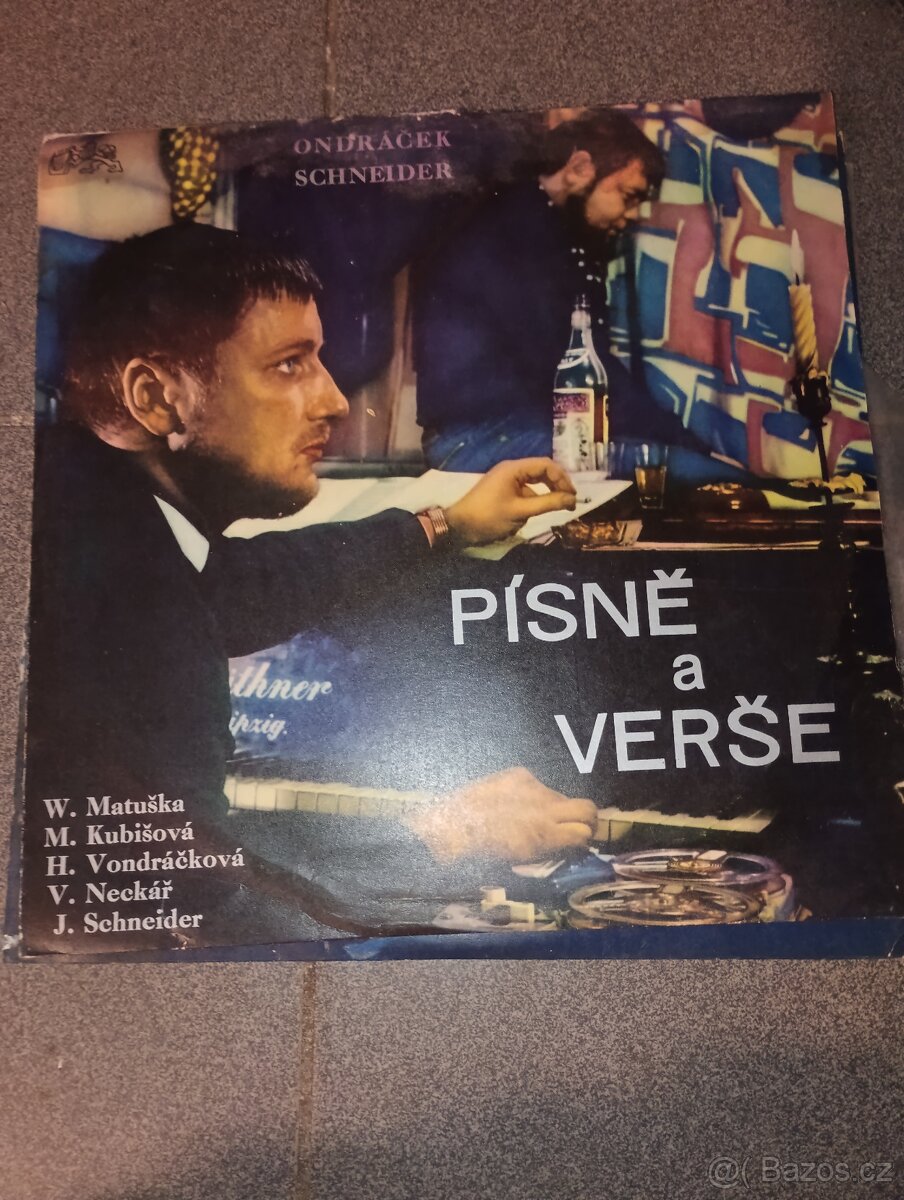 ONDRÁČEK
SCHNEIDER
PÍSNĚ
a
VERŠE
W. Matuška
M. Kubišová
H. Vondráčková
V. Neckář
J. Schneider
@( Bazos.cz